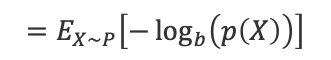 = E_{X~P}[− log_b(p(X))]